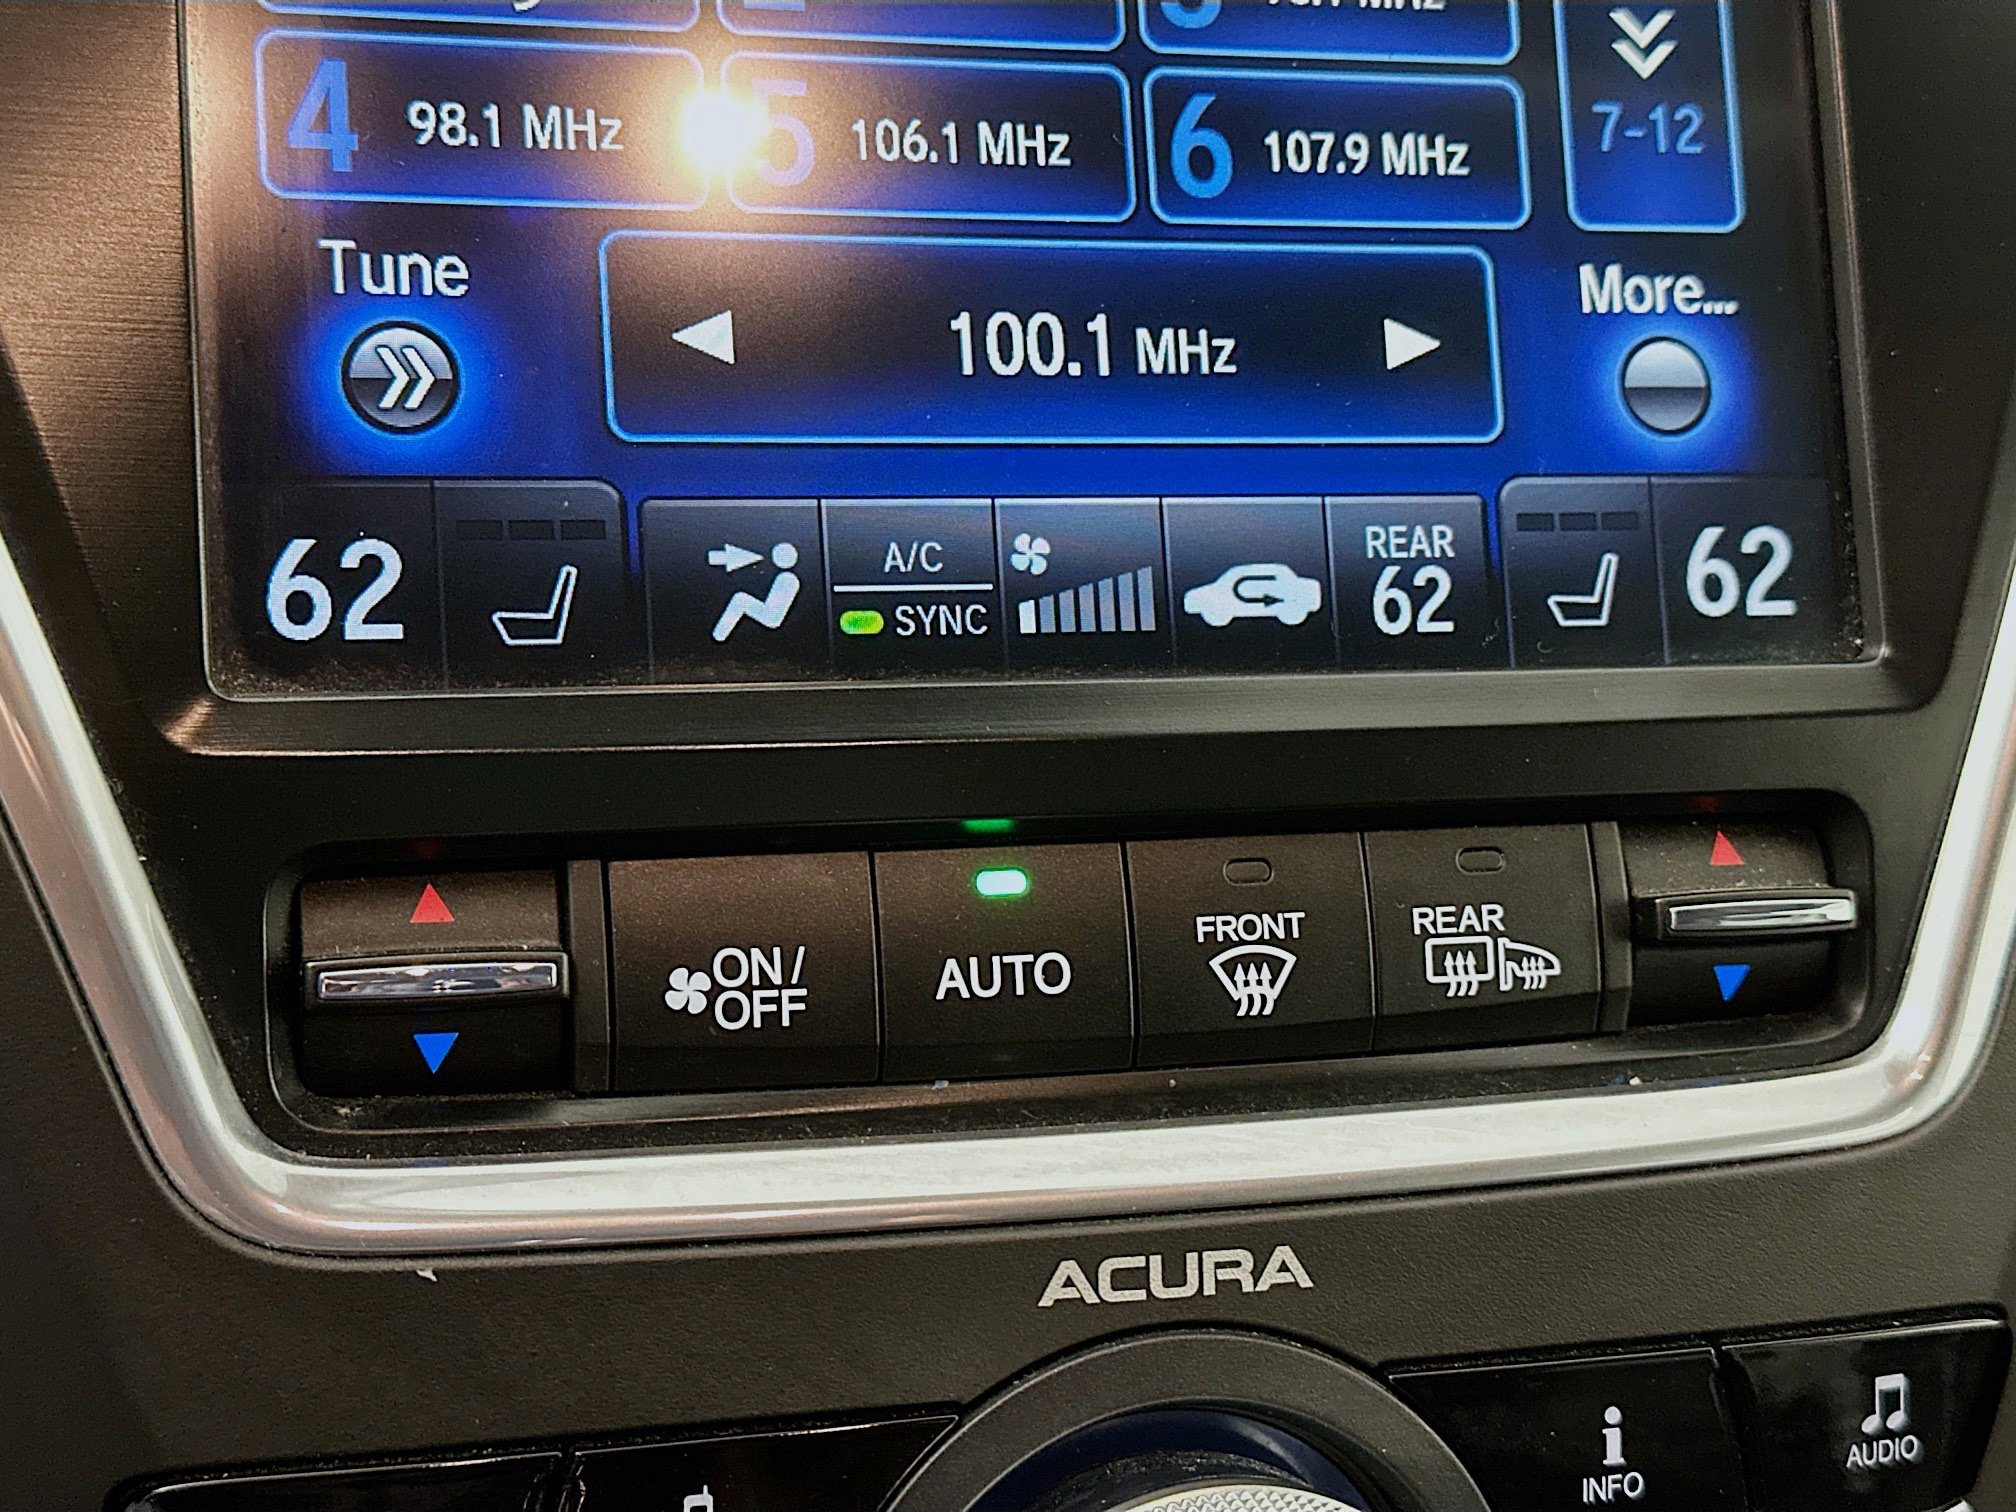 4 98.1 MHz 5 106.1 MHz 6 107.9 MHz 7-12
Tune
More...
100.1 MHz
62
A/C
SYNC
REAR
62
62
ON/
OFF
AUTO
FRONT
REAR
ACURA
INFO
AUDIO